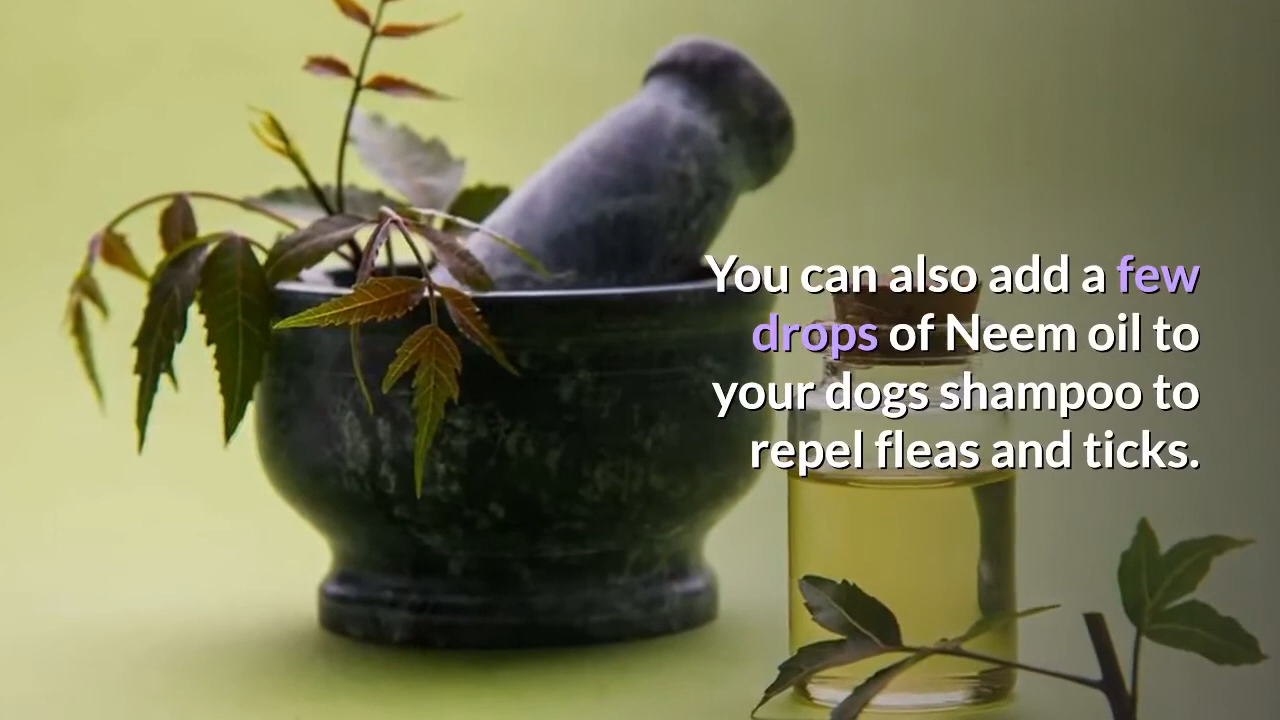 You can also add a few
drops of Neem oil to
your dogs shampoo to
repel fleas and ticks.